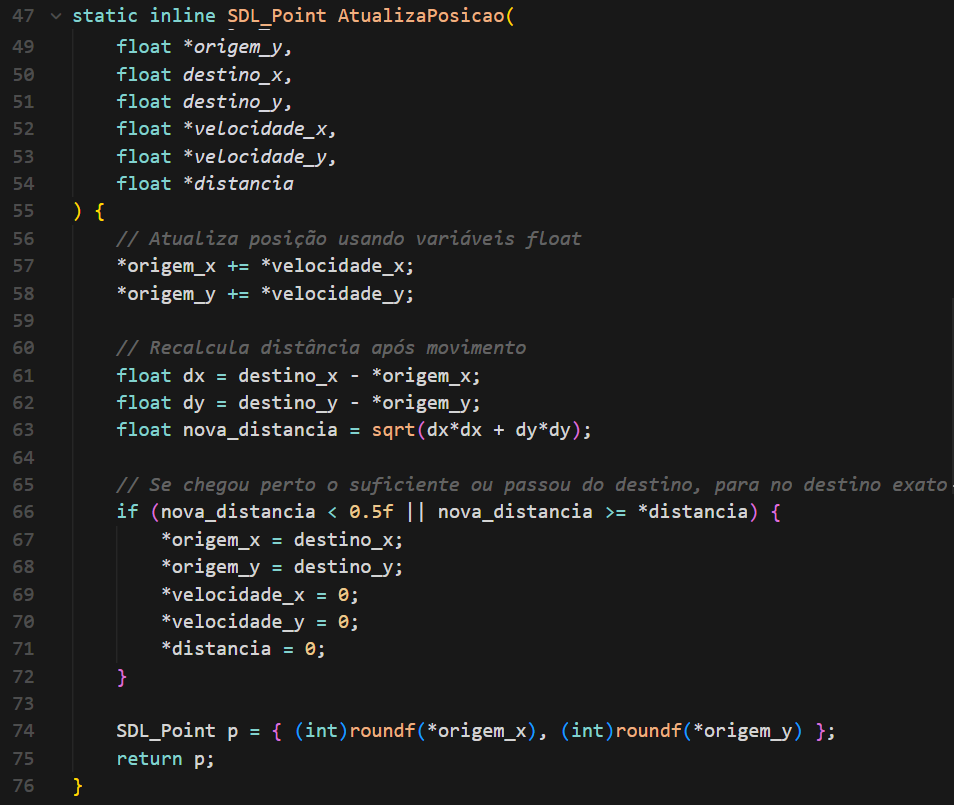 47 static inline SDL_Point AtualizaPosicao(
49 float *origem_y,
50 float destino_x,
51 float destino_y,
52 float *velocidade_x,
53 float *velocidade_y,
54 float *distancia
55 ) {
56 // Atualiza posição usando variáveis float
57 *origem_x += *velocidade_x;
58 *origem_y += *velocidade_y;
59
60 // Recalcula distância após movimento
61 float dx = destino_x - *origem_x;
62 float dy = destino_y - *origem_y;
63 float nova_distancia = sqrt(dx*dx + dy*dy);
64
65 // Se chegou perto o suficiente ou passou do destino, para no destino exato
66 if (nova_distancia < 0.5f || nova_distancia >= *distancia) {
67 *origem_x = destino_x;
68 *origem_y = destino_y;
69 *velocidade_x = 0;
70 *velocidade_y = 0;
71 *distancia = 0;
72 }
73
74 SDL_Point p = { (int)roundf(*origem_x), (int)roundf(*origem_y) };
75 return p;
76 }